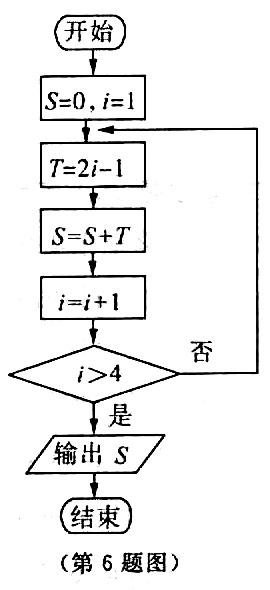 开始
S=0, i=1
T=2i-1
S=S+T
i=i+1
i>4
否
是
输出 S
结束
（第 6 题图）